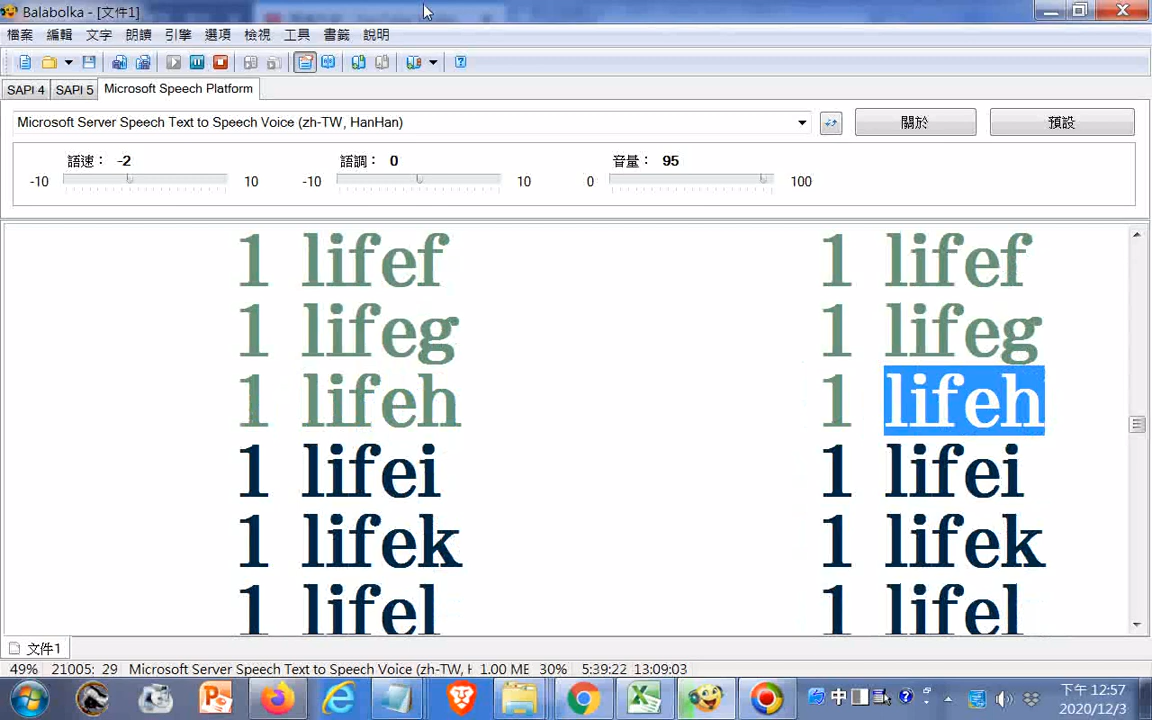 Balabolka - [文件1]
檔案 編輯 文字 朗讀 引擎 選項 檢視 工具 書籤 說明
SAPI 4 SAPI 5 Microsoft Speech Platform
Microsoft Server Speech Text to Speech Voice (zh-TW, HanHan) 關於 預設
語速： -2 語調： 0 音量： 95
-10 10 -10 10 0 100
1 lifef 1 lifef
1 lifeg 1 lifeg
1 lifeh 1 lifeh
1 lifei 1 lifei
1 lifek 1 lifek
1 lifel 1 lifel
文件1
49% 21005: 29 Microsoft Server Speech Text to Speech Voice (zh-TW, 1.00 ME 30% 5:39:22 13:09:03
中 下午 12:57
2020/12/3